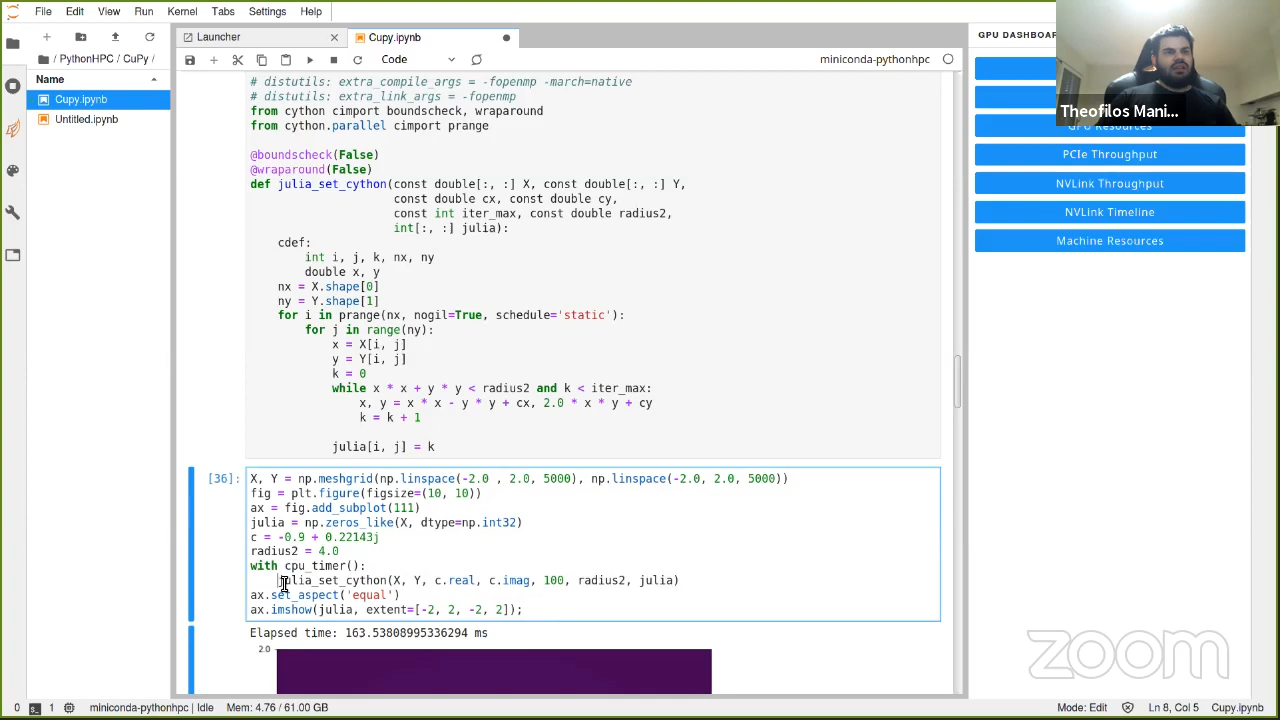 File Edit View Run Kernel Tabs Settings Help
/ PythonHPC / CuPy /
Name
Cupy.ipynb
Untitled.ipynb
Launcher
Cupy.ipynb
Code
miniconda-pythonhpc
# distutils: extra_compile_args = -fopenmp -march=native
# distutils: extra_link_args = -fopenmp
from cython cimport boundscheck, wraparound
from cython.parallel cimport prange
@boundscheck(False)
@wraparound(False)
def julia_set_cython(const double[:, :] X, const double[:, :] Y,
const double cx, const double cy,
const int iter_max, const double radius2,
int[:, :] julia):
cdef:
int i, j, k, nx, ny
double x, y
nx = X.shape[0]
ny = Y.shape[1]
for i in prange(nx, nogil=True, schedule='static'):
for j in range(ny):
x = X[i, j]
y = Y[i, j]
k = 0
while x * x + y * y < radius2 and k < iter_max:
x, y = x * x - y * y + cx, 2.0 * x * y + cy
k = k + 1
julia[i, j] = k
[36]:
X, Y = np.meshgrid(np.linspace(-2.0 , 2.0, 5000), np.linspace(-2.0, 2.0, 5000))
fig = plt.figure(figsize=(10, 10))
ax = fig.add_subplot(111)
julia = np.zeros_like(X, dtype=np.int32)
c = -0.9 + 0.22143j
radius2 = 4.0
with cpu_timer():
julia_set_cython(X, Y, c.real, c.imag, 100, radius2, julia)
ax.set_aspect('equal')
ax.imshow(julia, extent=[-2, 2, -2, 2]);
Elapsed time: 163.53808995336294 ms
2.0
GPU DASHBOAR
Theofilos Mani...
GPU Resources
PCIe Throughput
NVLink Throughput
NVLink Timeline
Machine Resources
zoom
0 1 miniconda-pythonhpc | Idle Mem: 4.76 / 61.00 GB
Mode: Edit Ln 8, Col 5 Cupy.ipynb